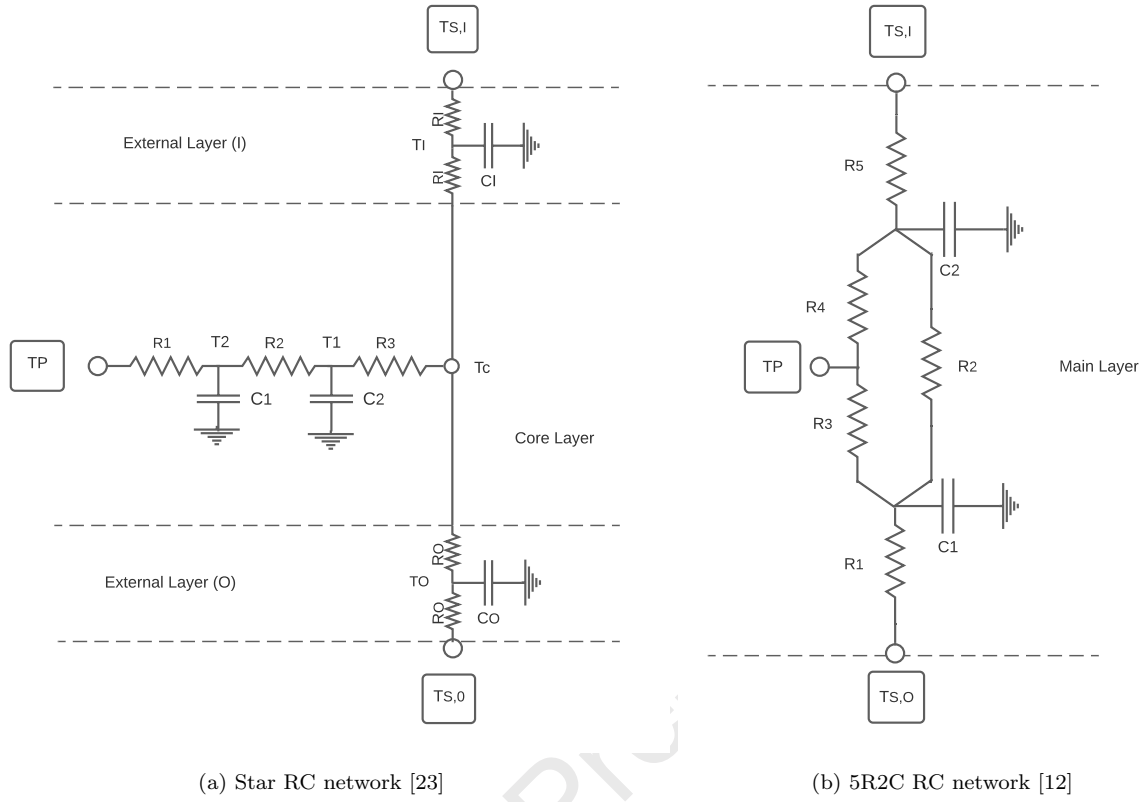 TS,I
External Layer (I)
RI
TI
RI
CI
TP
R1
T2
R2
T1
R3
Tc
C1
C2
Core Layer
External Layer (O)
RO
TO
RO
CO
TS,0
(a) Star RC network [23]
TS,I
R5
C2
R4
TP
R2
Main Layer
R3
C1
R1
TS,O
(b) 5R2C RC network [12]